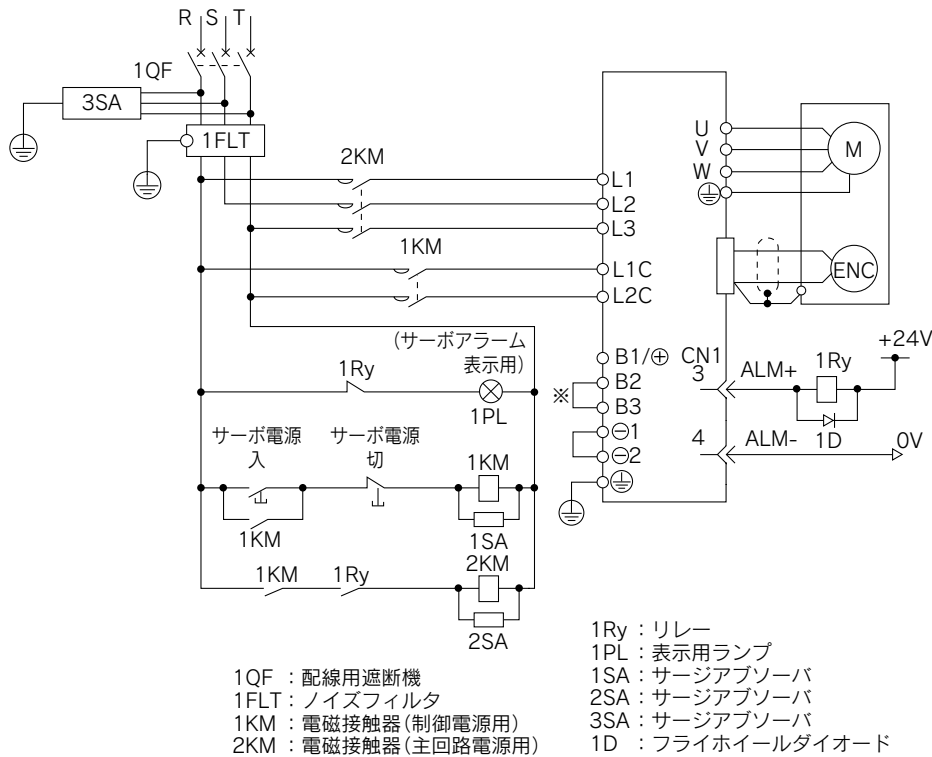 R S T
1QF
3SA
1FLT
2KM
L1
L2
L3
1KM
L1C
L2C
U
V
W
M
ENC
(サーボアラーム
表示用)
1Ry
1PL
B1/⊕
※
B2
B3
⊖1
⊖2
CN1
3
ALM+
1Ry
+24V
1D
4
ALM-
0V
サーボ電源
入
サーボ電源
切
1KM
1KM
1SA
1KM
1Ry
2KM
2SA
1QF : 配線用遮断機
1FLT : ノイズフィルタ
1KM : 電磁接触器(制御電源用)
2KM : 電磁接触器(主回路電源用)
1Ry : リレー
1PL : 表示用ランプ
1SA : サージアブソーバ
2SA : サージアブソーバ
3SA : サージアブソーバ
1D : フライホイールダイオード